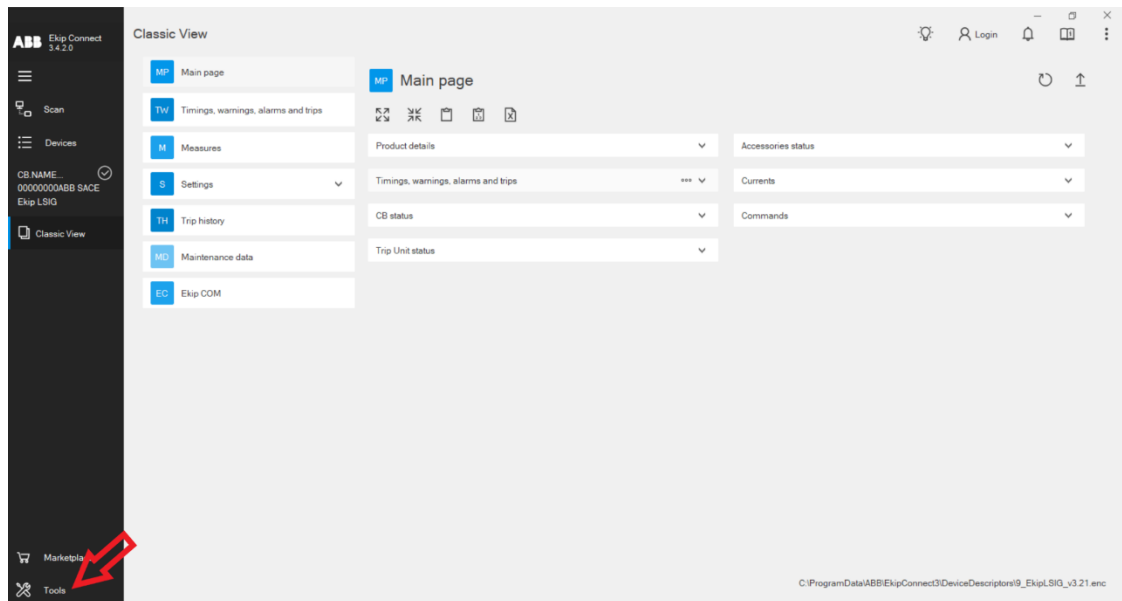 ABB Ekip Connect
3.4.2.0
Classic View
Login
Scan
Devices
CB.NAME...
00000000ABB SACE
Ekip LSIG
Classic View
Marketpla
Tools
MP Main page
TW Timings, warnings, alarms and trips
M Measures
S Settings
TH Trip history
MD Maintenance data
EC Ekip COM
MP Main page
Product details
Timings, warnings, alarms and trips
CB status
Trip Unit status
Accessories status
Currents
Commands
C:\ProgramData\ABB\EkipConnect3\DeviceDescriptors\9_EkipLSIG_v3.21.enc